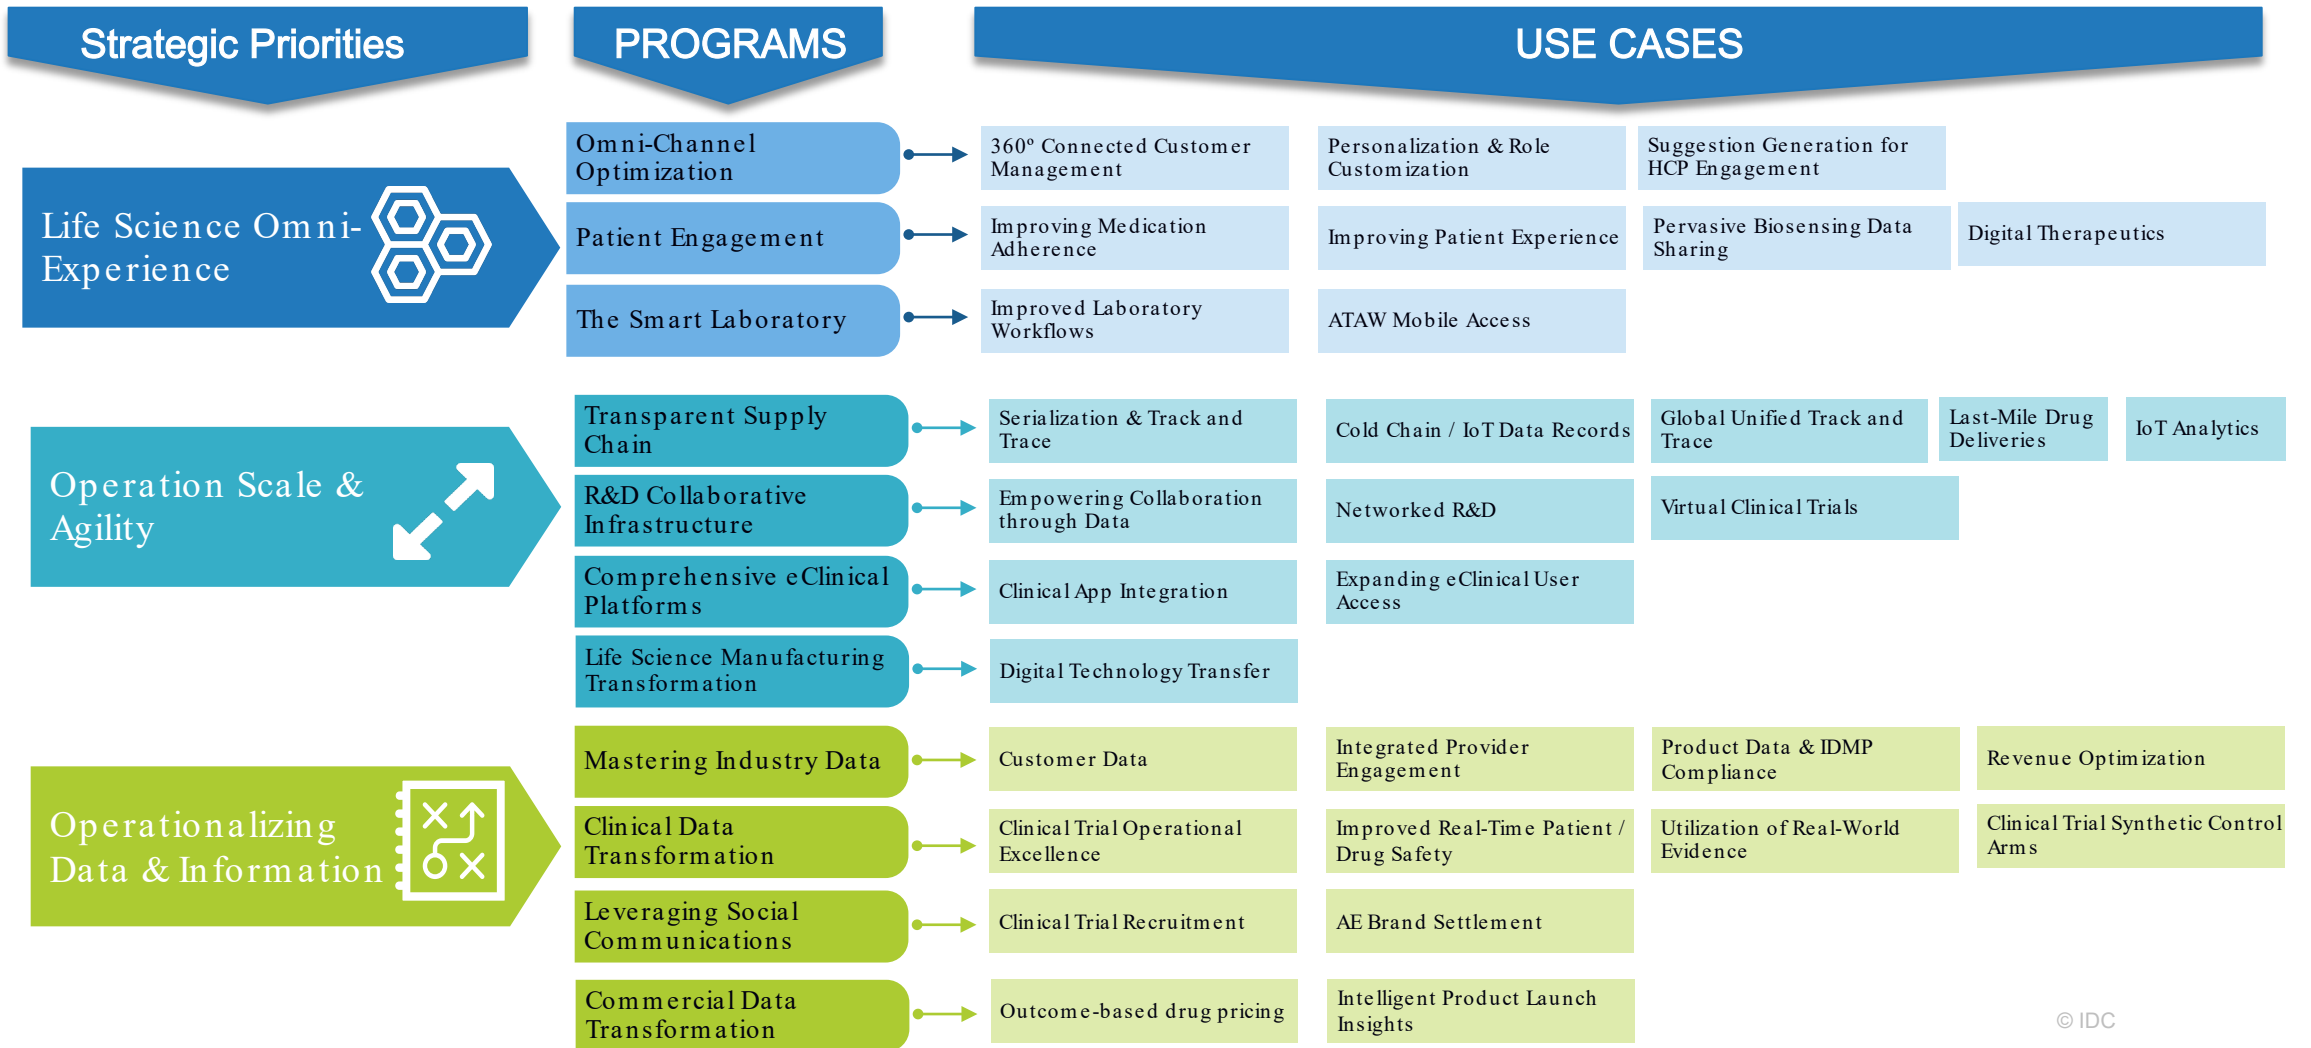 Strategic Priorities
PROGRAMS
USE CASES
Life Science Omni-
Experience
Omni-Channel
Optimization
360º Connected Customer
Management
Personalization & Role
Customization
Suggestion Generation for
HCP Engagement
Patient Engagement
Improving Medication
Adherence
Improving Patient Experience
Pervasive Biosensing Data
Sharing
Digital Therapeutics
The Smart Laboratory
Improved Laboratory
Workflows
ATAW Mobile Access
Operation Scale &
Agility
Transparent Supply
Chain
Serialization & Track and
Trace
Cold Chain / IoT Data Records
Global Unified Track and
Trace
Last-Mile Drug
Deliveries
IoT Analytics
R&D Collaborative
Infrastructure
Empowering Collaboration
through Data
Networked R&D
Virtual Clinical Trials
Comprehensive eClinical
Platforms
Clinical App Integration
Expanding eClinical User
Access
Life Science Manufacturing
Transformation
Digital Technology Transfer
Operationalizing
Data & Information
Mastering Industry Data
Customer Data
Integrated Provider
Engagement
Product Data & IDMP
Compliance
Revenue Optimization
Clinical Data
Transformation
Clinical Trial Operational
Excellence
Improved Real-Time Patient /
Drug Safety
Utilization of Real-World
Evidence
Clinical Trial Synthetic Control
Arms
Leveraging Social
Communications
Clinical Trial Recruitment
AE Brand Settlement
Commercial Data
Transformation
Outcome-based drug pricing
Intelligent Product Launch
Insights
© IDC